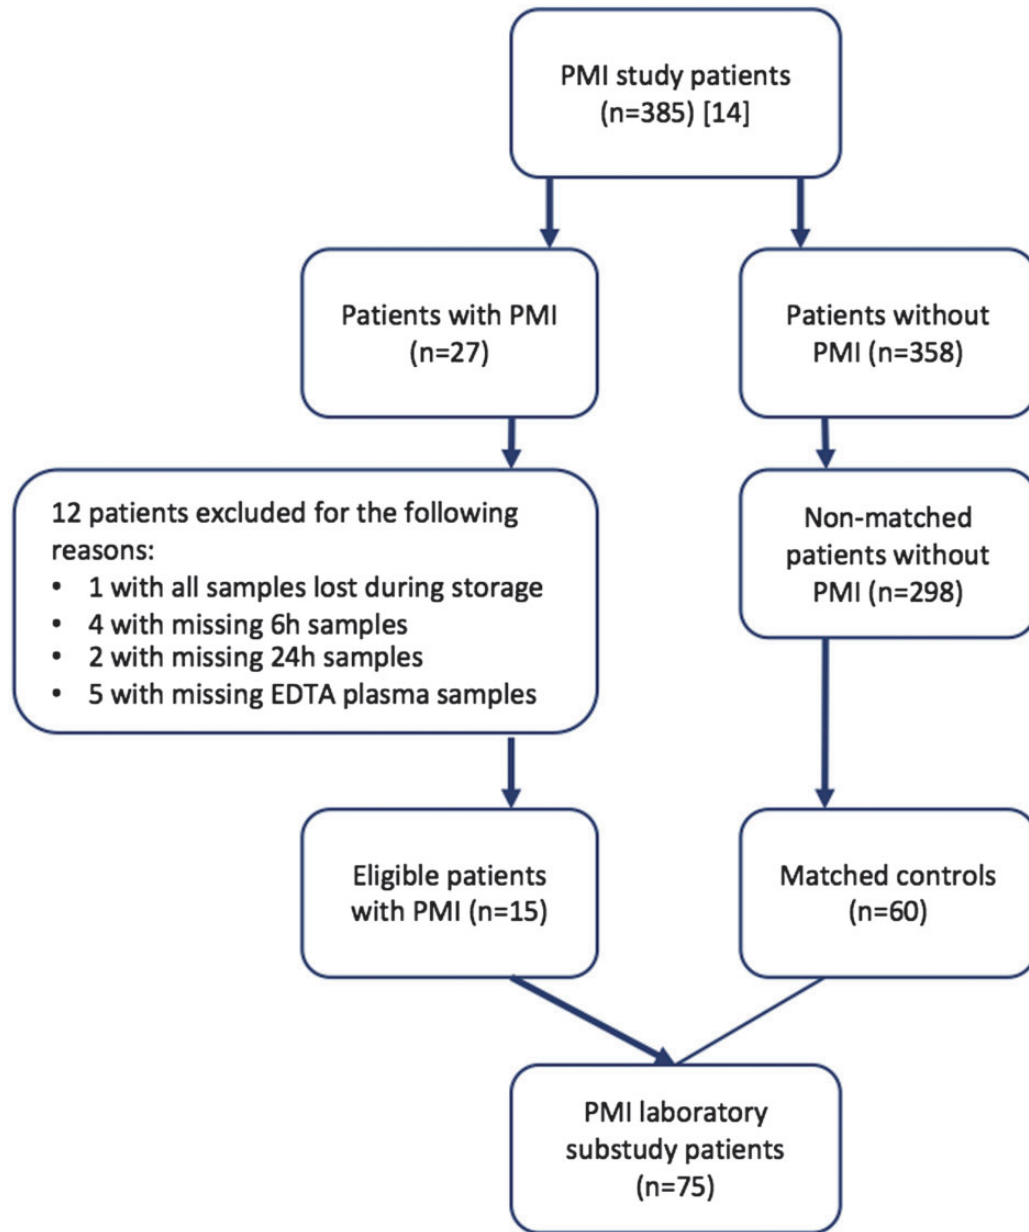 PMI study patients
(n=385) [14]
Patients with PMI
(n=27)
Patients without
PMI (n=358)
12 patients excluded for the following
reasons:
• 1 with all samples lost during storage
• 4 with missing 6h samples
• 2 with missing 24h samples
• 5 with missing EDTA plasma samples
Non-matched
patients without
PMI (n=298)
Eligible patients
with PMI (n=15)
Matched controls
(n=60)
PMI laboratory
substudy patients
(n=75)